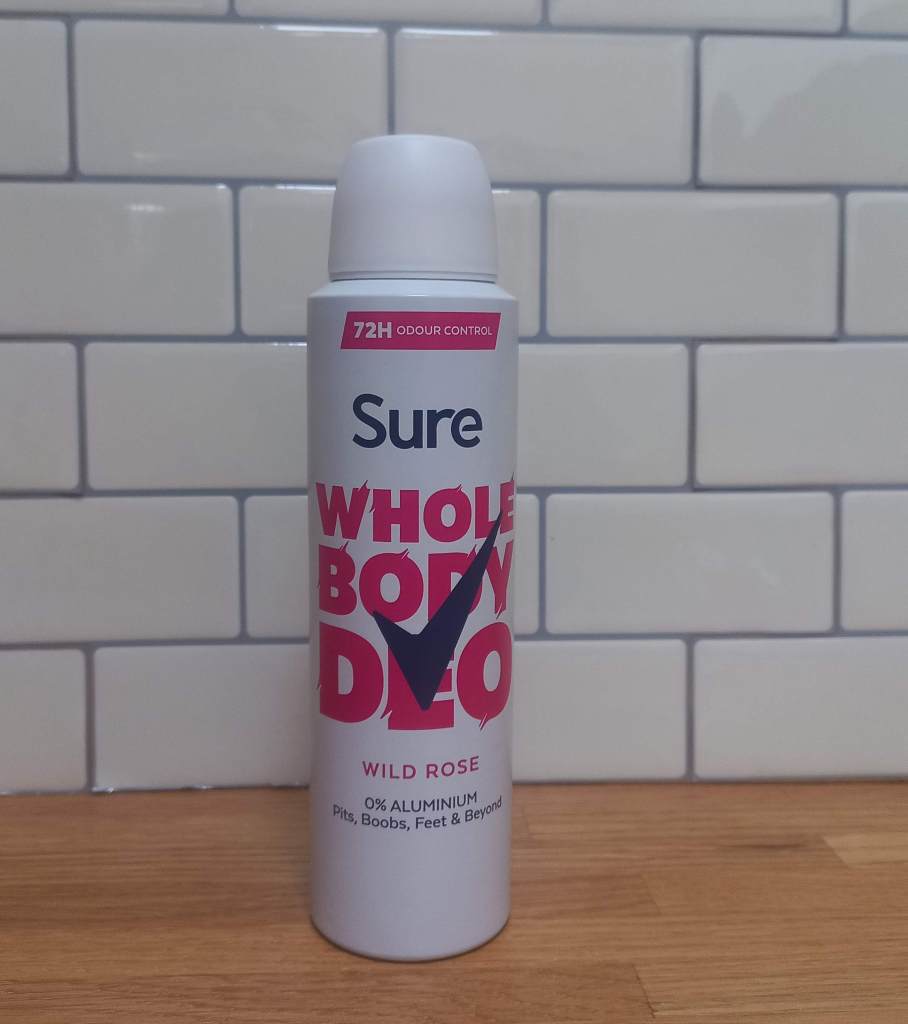 72H ODOUR CONTROL
Sure
WHOLE
BODY
DEO
WILD ROSE
0% ALUMINIUM
Pits, Boobs, Feet & Beyond